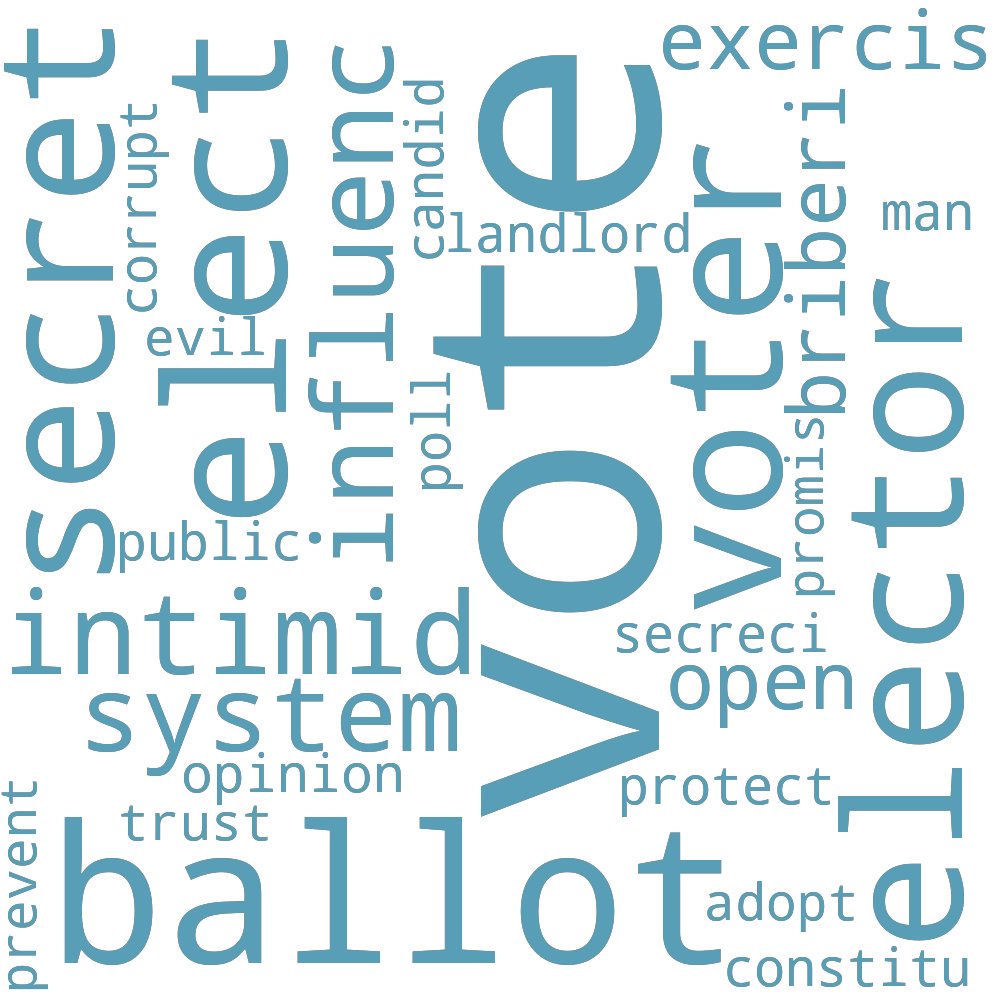 secret
corrupt
elect
evil
influenc
candid
landlord
vote
exercis
voter
briberi
man
poll
promis
elector
public
intimid
system
secreci
open
opinion
protect
trust
prevent
ballot
adopt
constitu